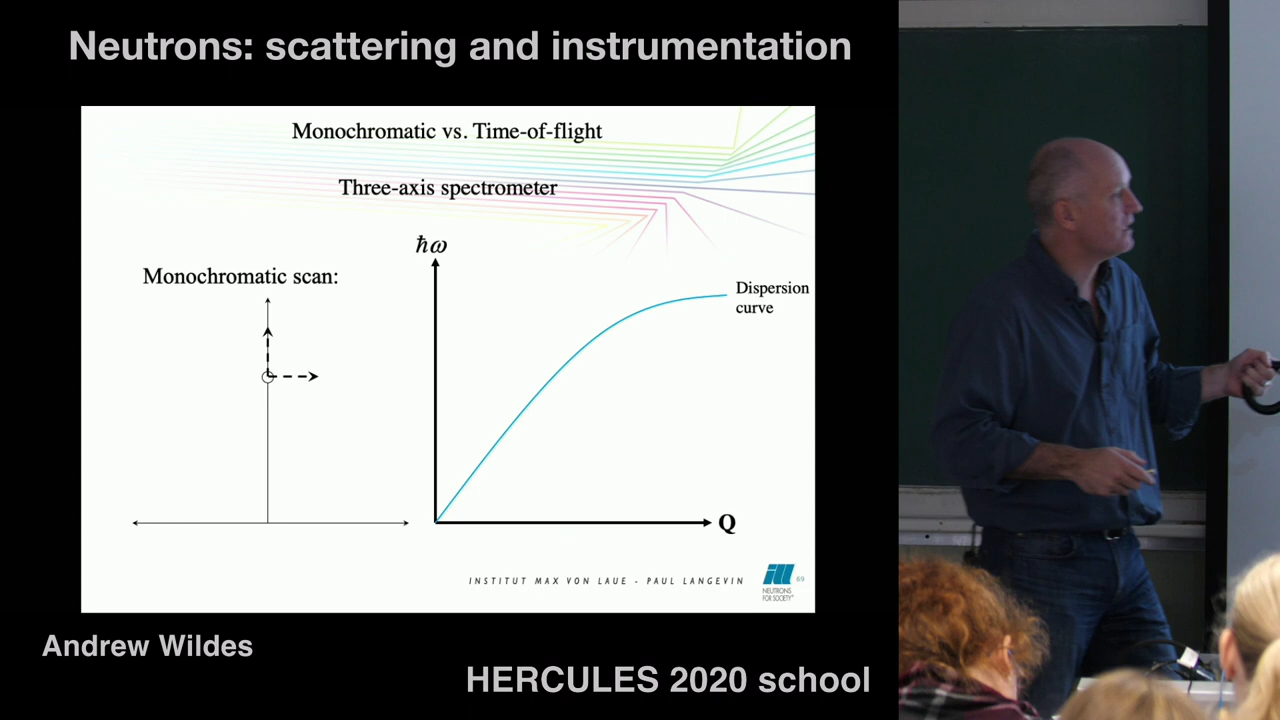 Neutrons: scattering and instrumentation
Monochromatic vs. Time-of-flight
Three-axis spectrometer
ħω
Monochromatic scan:
Dispersion
curve
Q
INSTITUT MAX VON LAUE - PAUL LANGEVIN
ill
69
NEUTRONS
FOR SOCIETY
Andrew Wildes
HERCULES 2020 school